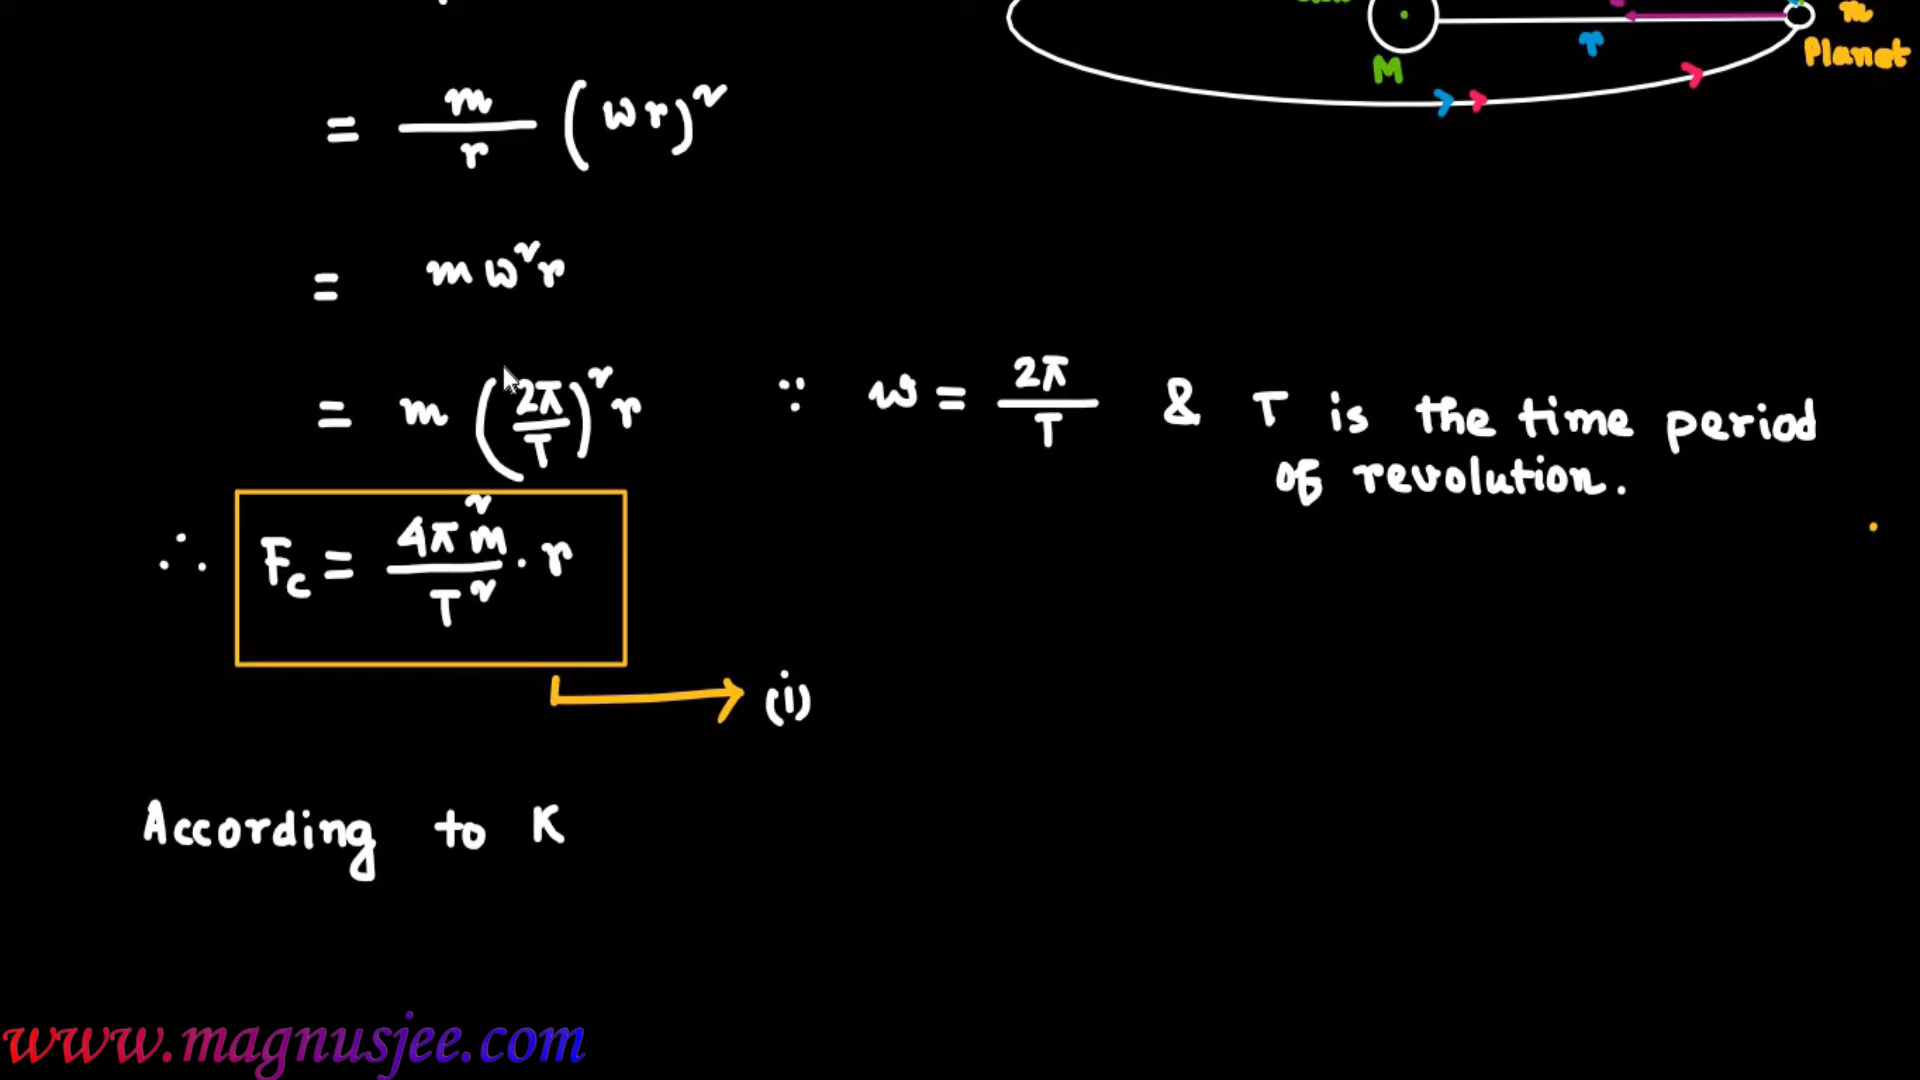 m
Planet
M
r
= m/r (ωr)²
= mω²r
= m (2π/T)² r ∵ ω = 2π/T & T is the time period
of revolution.
∴ Fc = 4π²m/T² . r
(i)
According to K
www.magnusjee.com